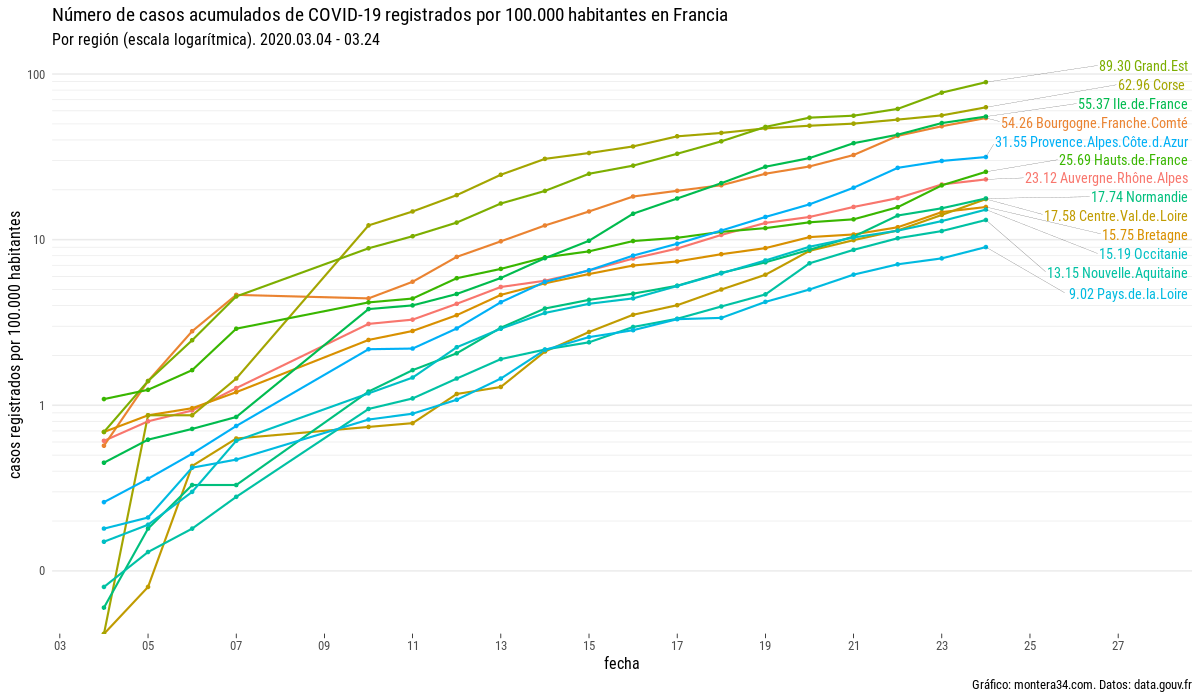 Número de casos acumulados de COVID-19 registrados por 100.000 habitantes en Francia
Por región (escala logarítmica). 2020.03.04 - 03.24
casos registrados por 100.000 habitantes
100
10
1
0
89.30 Grand.Est
62.96 Corse
55.37 Ile.de.France
54.26 Bourgogne.Franche.Comté
31.55 Provence.Alpes.Côte.d.Azur
25.69 Hauts.de.France
23.12 Auvergne.Rhône.Alpes
17.74 Normandie
17.58 Centre.Val.de.Loire
15.75 Bretagne
15.19 Occitanie
13.15 Nouvelle.Aquitaine
9.02 Pays.de.la.Loire
03 05 07 09 11 13 15 17 19 21 23 25 27
fecha
Gráfico: montera34.com. Datos: data.gouv.fr